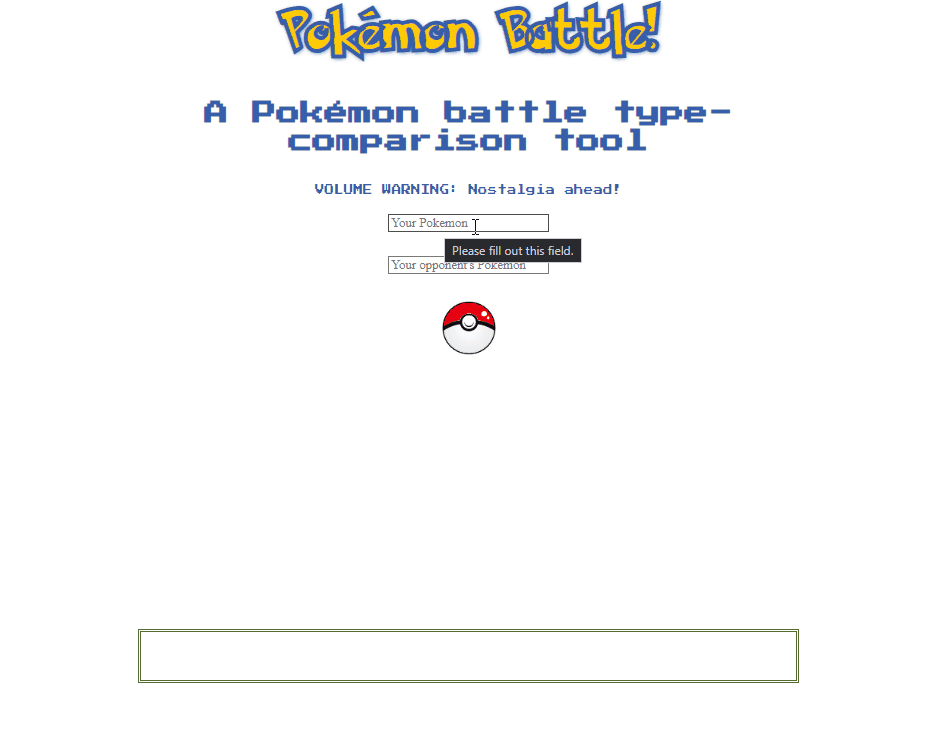 Pokémon Battle!
A Pokémon battle type-
comparison tool
VOLUME WARNING: Nostalgia ahead!
Your Pokemon
Please fill out this field.
Your opponent's Pokemon